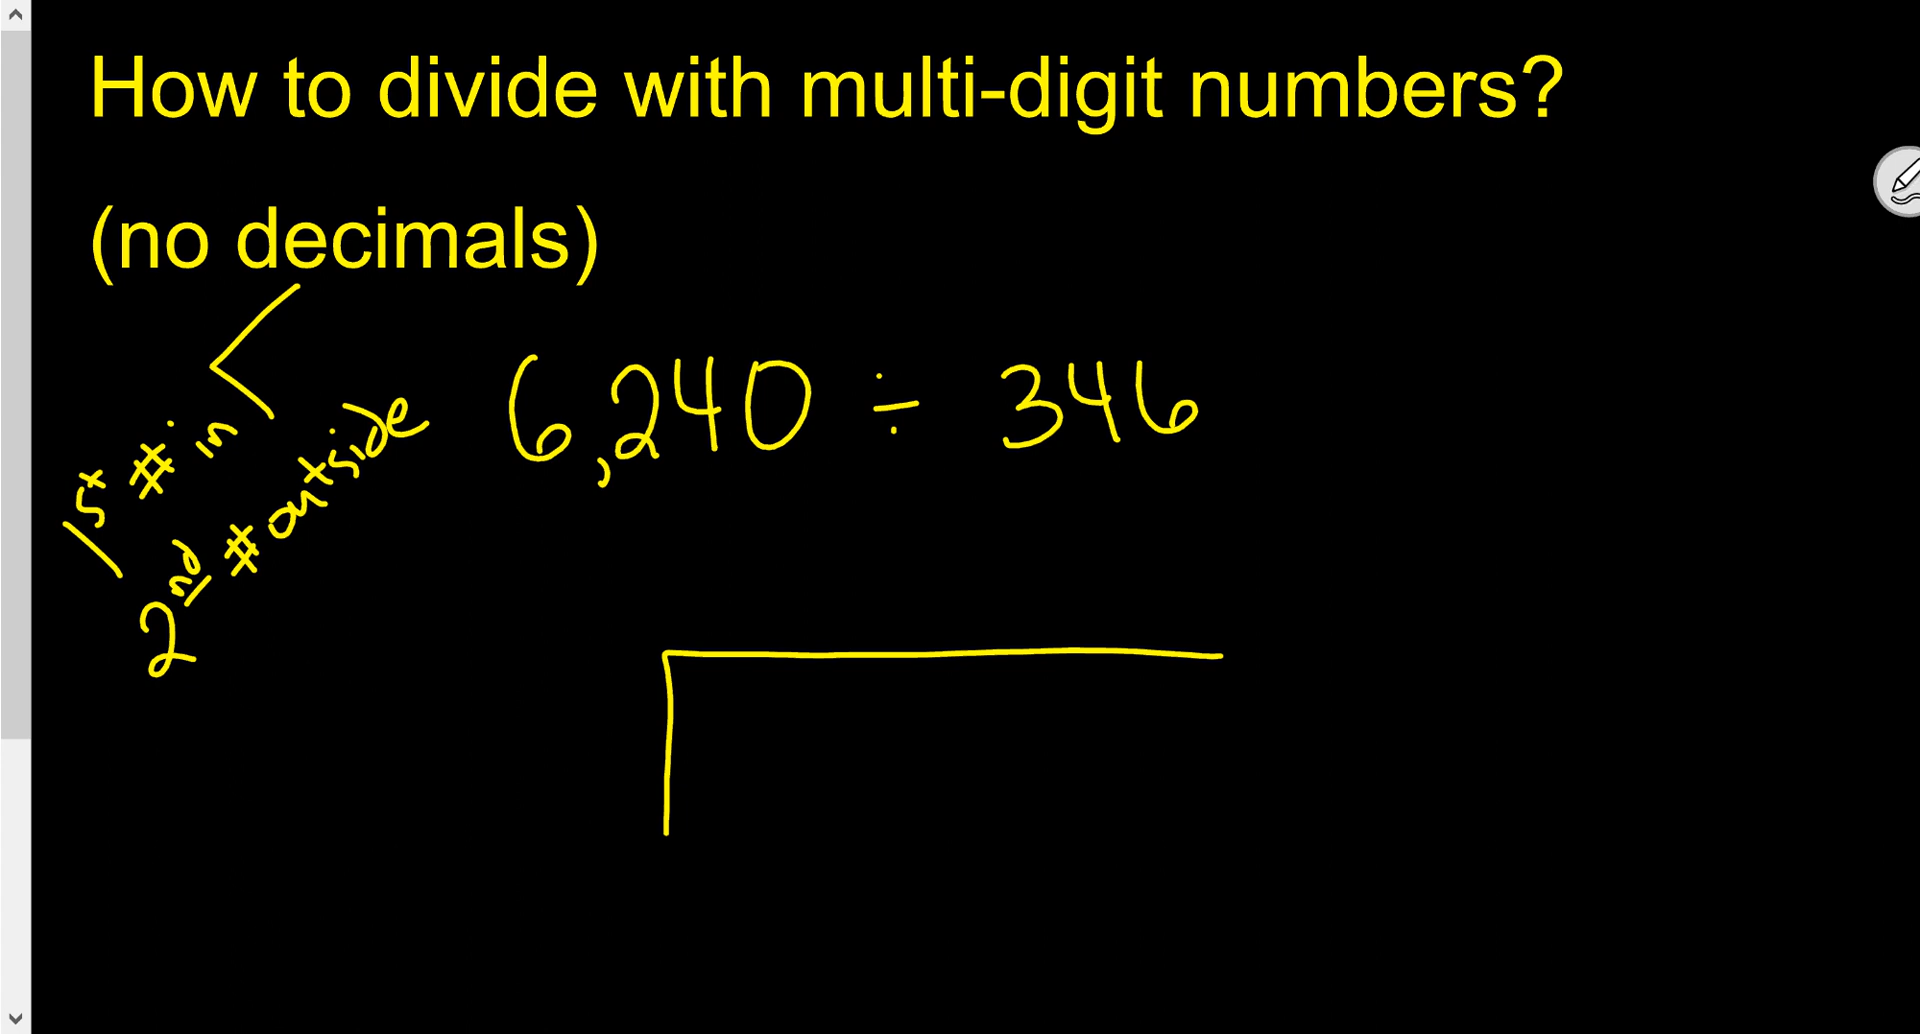 How to divide with multi-digit numbers?
(no decimals)
6,240 ÷ 346
1st # in
2nd # outside